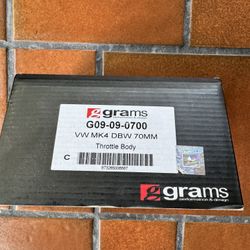 grams
G09-09-0700
VW MK4 DBW 70MM
Throttle Body
C
grams
performance & design